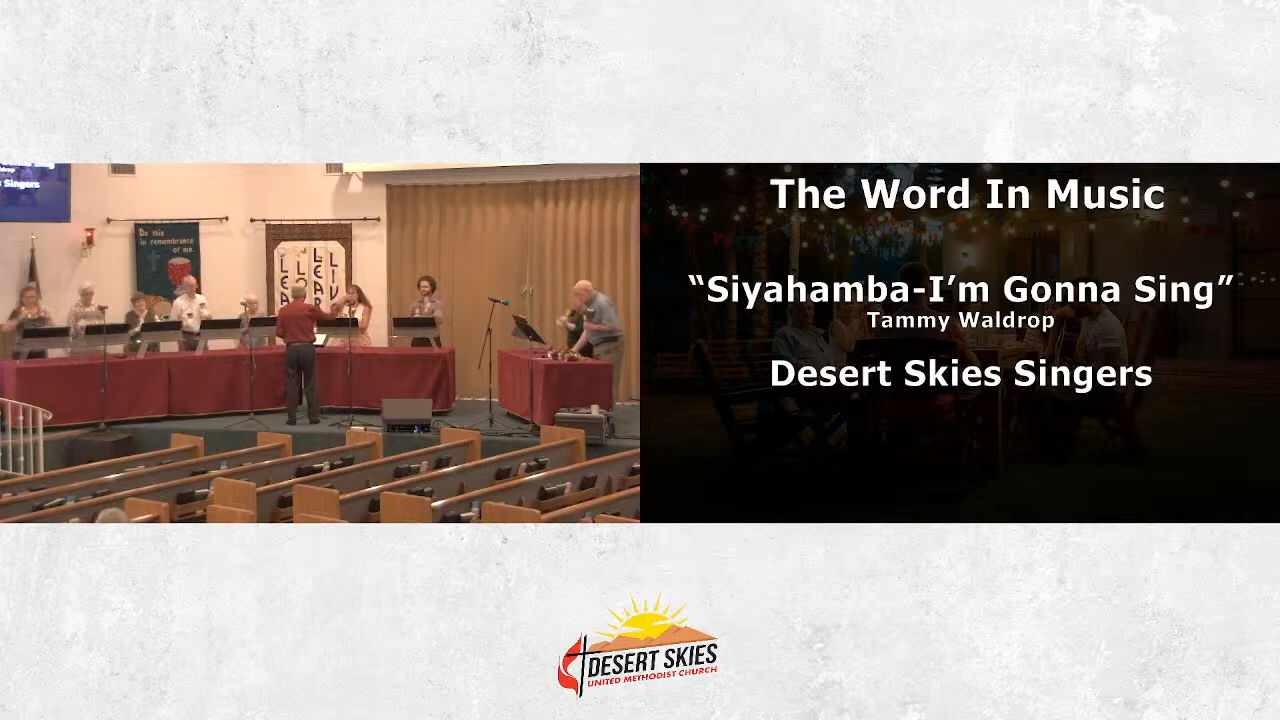 Singers
Do this
in remembrance
of me.
The Word In Music
“Siyahamba-I’m Gonna Sing”
Tammy Waldrop
Desert Skies Singers
DESERT SKIES
UNITED METHODIST CHURCH